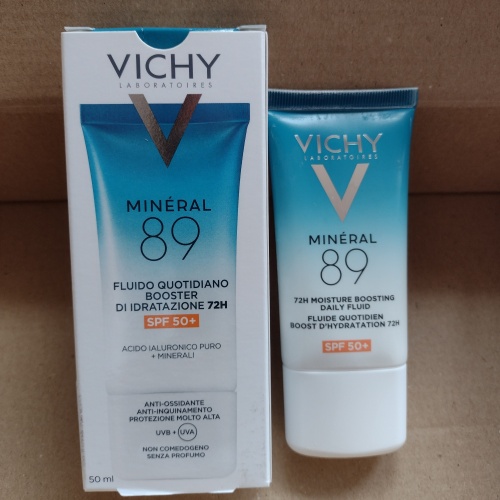 VICHY
LABORATOIRES
MINÉRAL
89
FLUIDO QUOTIDIANO
BOOSTER
DI IDRATAZIONE 72H
SPF 50+
ACIDO IALURONICO PURO
+ MINERALI
ANTI-OSSIDANTE
ANTI-INQUINAMENTO
PROTEZIONE MOLTO ALTA
UVB + UVA
NON COMEDOGENO
SENZA PROFUMO
50 ml
VICHY
LABORATOIRES
MINÉRAL
89
72H MOISTURE BOOSTING
DAILY FLUID
FLUIDE QUOTIDIEN
BOOST D'HYDRATATION 72H
SPF 50+